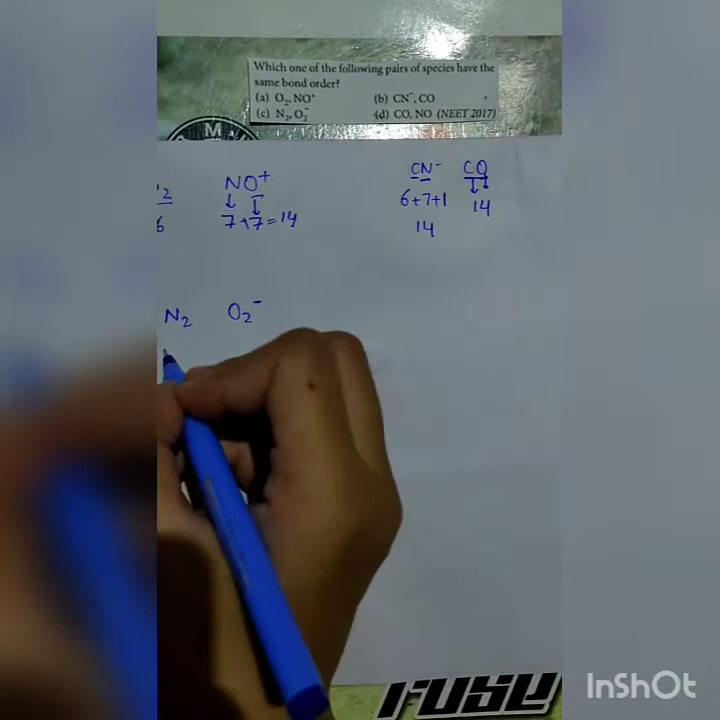 Which one of the following pairs of species have the
same bond order?
(a) O₂, NO⁺ (b) CN⁻, CO
(c) N₂, O₂⁻ (d) CO, NO (NEET 2017)
M
2 NO⁺ CN⁻ CO
6 7+7=14 6+7+1 14
14
N₂ O₂⁻
ruse
InShOt